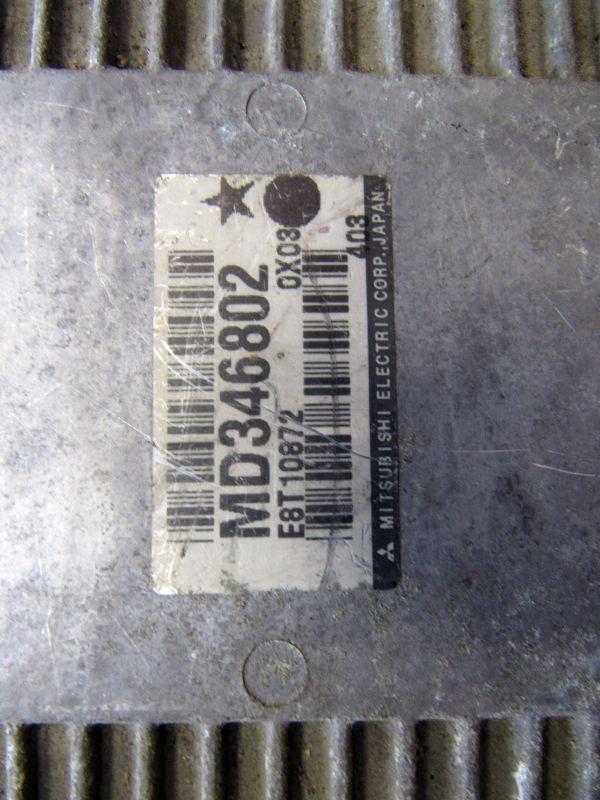 MD346802
E8T10872 0X03
403
MITSUBISHI ELECTRIC CORP.,JAPAN